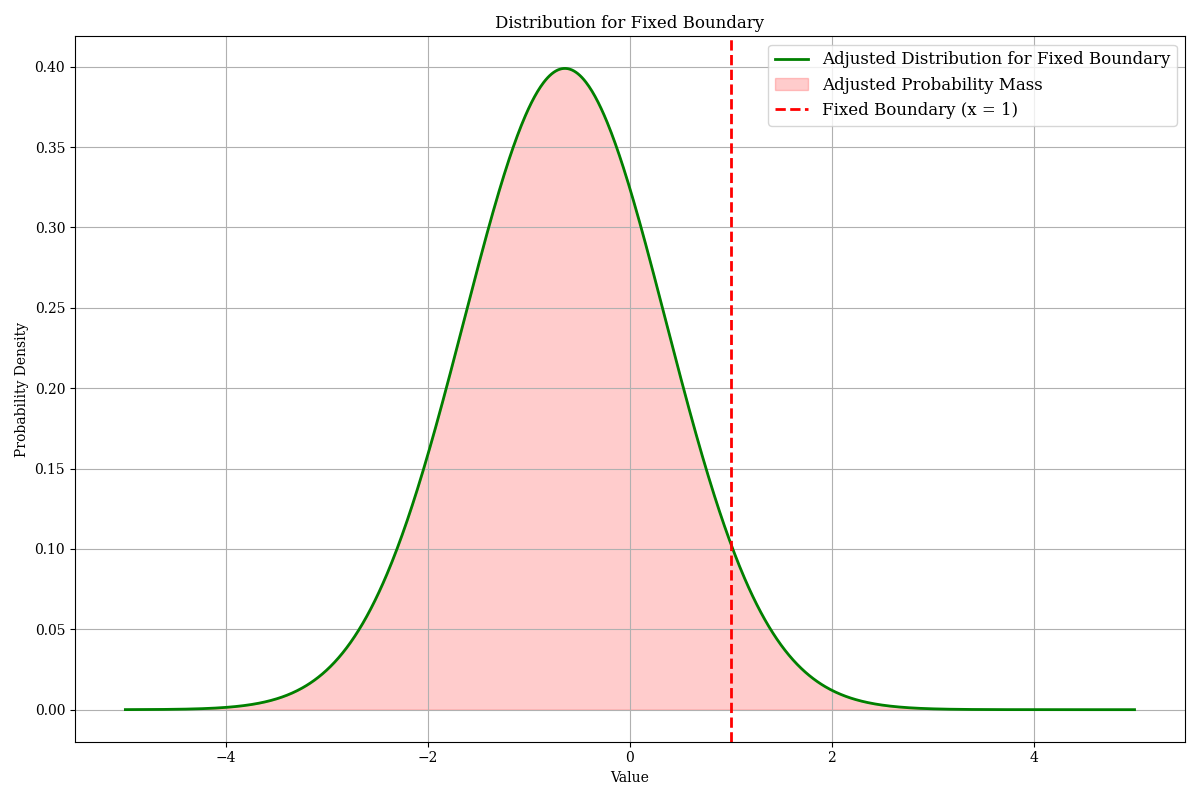 Distribution for Fixed Boundary
Adjusted Distribution for Fixed Boundary
Adjusted Probability Mass
Fixed Boundary (x = 1)
Probability Density
0.40
0.35
0.30
0.25
0.20
0.15
0.10
0.05
0.00
−4
−2
0
2
4
Value